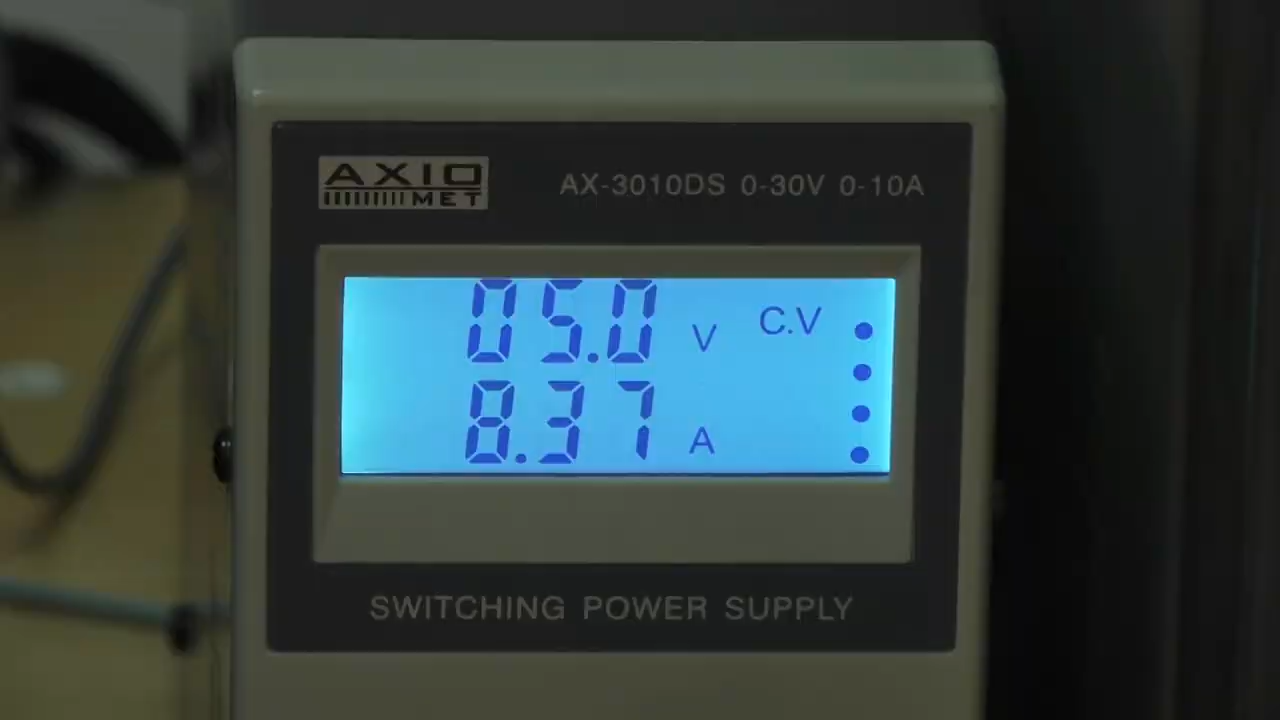 AXIO
MET
AX-3010DS 0-30V 0-10A
05.0 V C.V
8.37 A
SWITCHING POWER SUPPLY